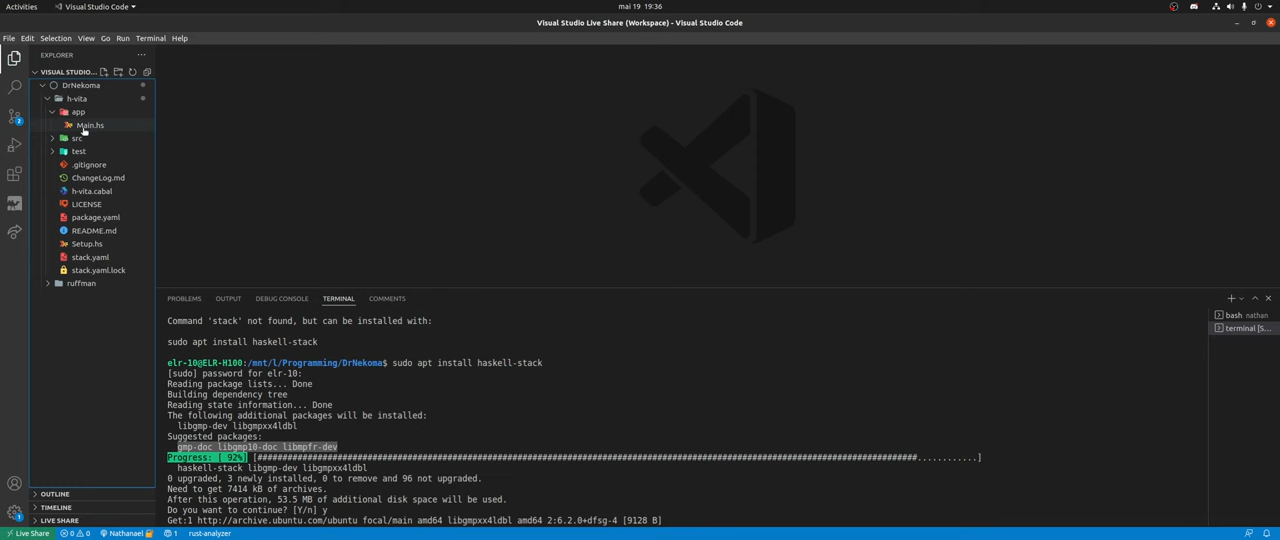 Activities
Visual Studio Code
mai 19 19:36
Visual Studio Live Share (Workspace) - Visual Studio Code
File Edit Selection View Go Run Terminal Help
EXPLORER
VISUAL STUDIO...
DrNekoma
h-vita
app
Main.hs
src
test
.gitignore
ChangeLog.md
h-vita.cabal
LICENSE
package.yaml
README.md
Setup.hs
stack.yaml
stack.yaml.lock
ruffman
OUTLINE
TIMELINE
LIVE SHARE
2
1
PROBLEMS OUTPUT DEBUG CONSOLE TERMINAL COMMENTS
Command 'stack' not found, but can be installed with:
sudo apt install haskell-stack
elr-10@ELR-H100:/mnt/l/Programming/DrNekoma$ sudo apt install haskell-stack
[sudo] password for elr-10:
Reading package lists... Done
Building dependency tree
Reading state information... Done
The following additional packages will be installed:
libgmp-dev libgmpxx4ldbl
Suggested packages:
gmp-doc libgmp10-doc libmpfr-dev
Progress: [ 92%] [##########################################################################################################............]
haskell-stack libgmp-dev libgmpxx4ldbl
0 upgraded, 3 newly installed, 0 to remove and 96 not upgraded.
Need to get 7414 kB of archives.
After this operation, 53.5 MB of additional disk space will be used.
Do you want to continue? [Y/n] y
Get:1 http://archive.ubuntu.com/ubuntu focal/main amd64 libgmpxx4ldbl amd64 2:6.2.0+dfsg-4 [9128 B]
bash nathan
terminal [S...
Live Share 0 0 Nathanael 1 rust-analyzer